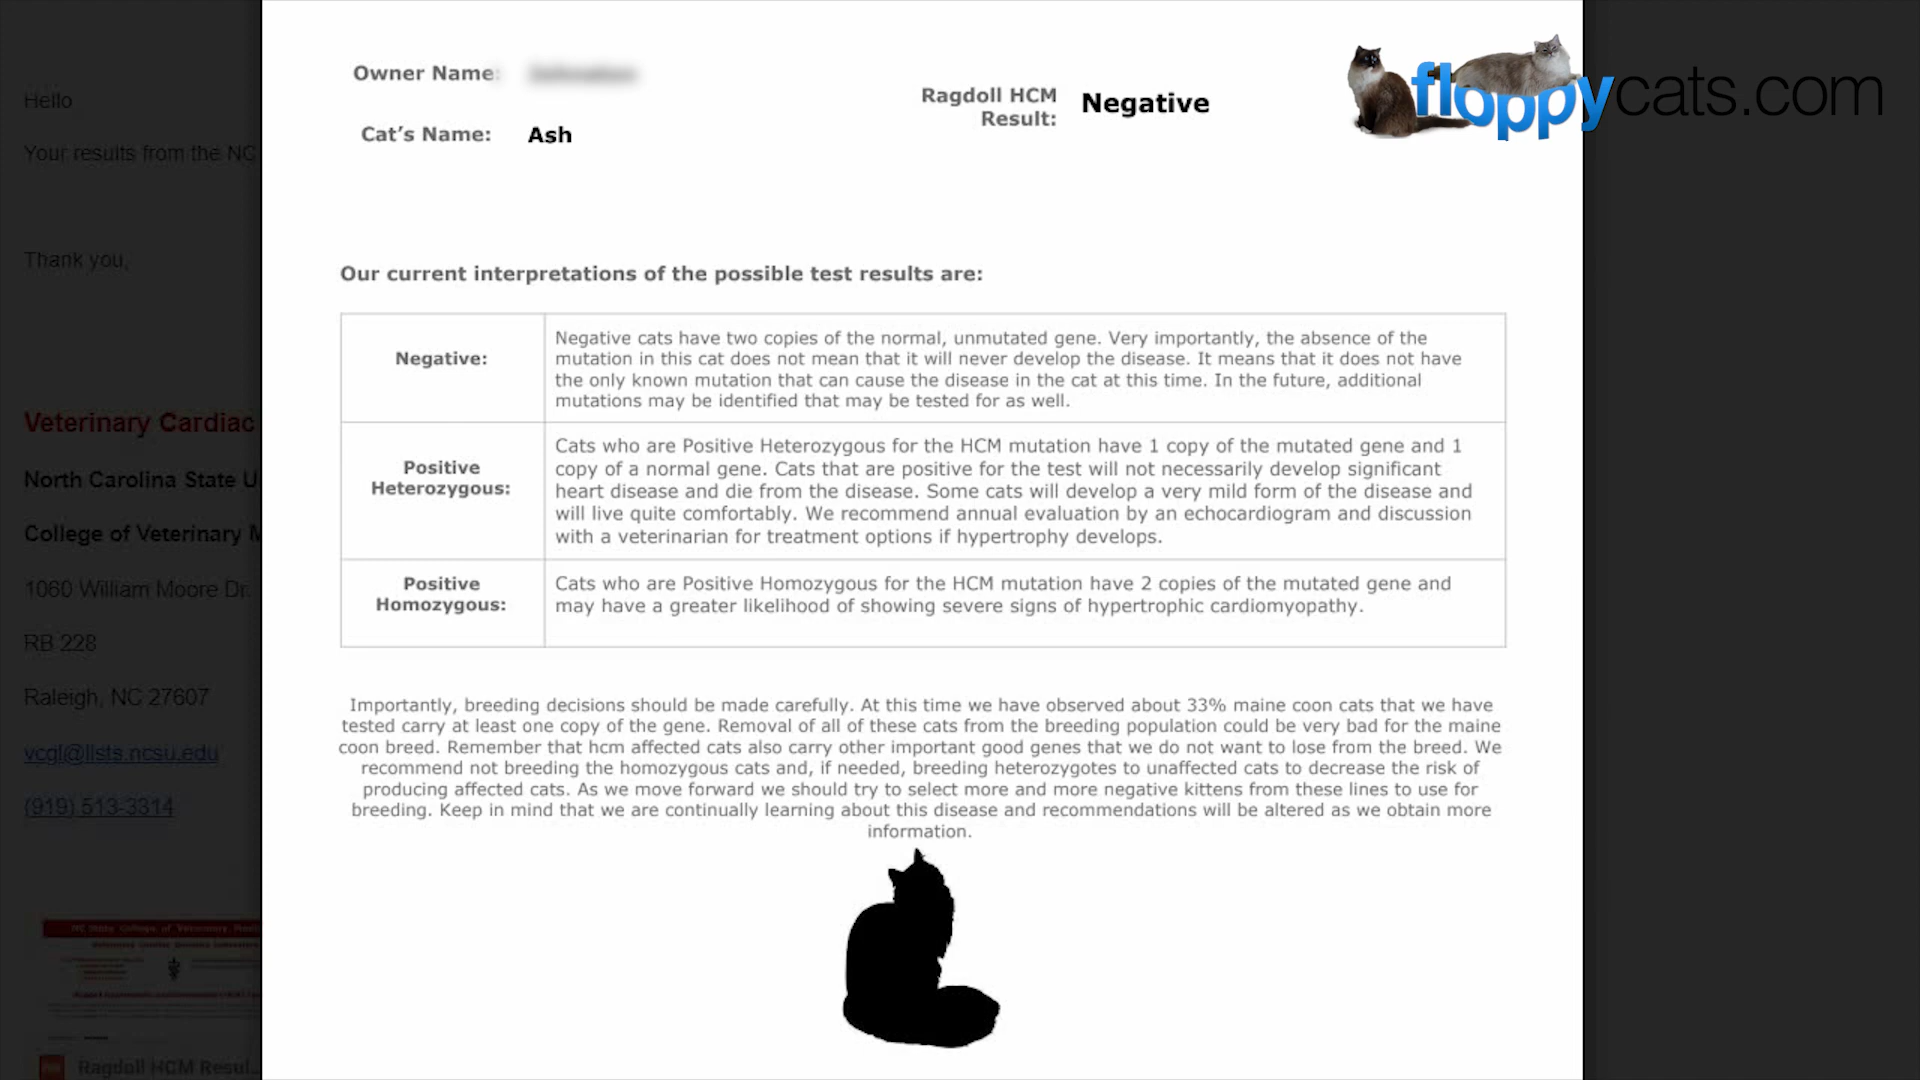 Hello
Your results from the NC
Thank you,
Veterinary Cardiac
North Carolina State U
College of Veterinary M
1060 William Moore Dr.
RB 228
Raleigh, NC 27607
vcgl@lists.ncsu.edu
(919) 513-3314
Ragdoll HCM Resul...
Owner Name:
Cat's Name: Ash
Ragdoll HCM
Result: Negative
floppycats.com
Our current interpretations of the possible test results are:
Negative:
Negative cats have two copies of the normal, unmutated gene. Very importantly, the absence of the
mutation in this cat does not mean that it will never develop the disease. It means that it does not have
the only known mutation that can cause the disease in the cat at this time. In the future, additional
mutations may be identified that may be tested for as well.
Positive
Heterozygous:
Cats who are Positive Heterozygous for the HCM mutation have 1 copy of the mutated gene and 1
copy of a normal gene. Cats that are positive for the test will not necessarily develop significant
heart disease and die from the disease. Some cats will develop a very mild form of the disease and
will live quite comfortably. We recommend annual evaluation by an echocardiogram and discussion
with a veterinarian for treatment options if hypertrophy develops.
Positive
Homozygous:
Cats who are Positive Homozygous for the HCM mutation have 2 copies of the mutated gene and
may have a greater likelihood of showing severe signs of hypertrophic cardiomyopathy.
Importantly, breeding decisions should be made carefully. At this time we have observed about 33% maine coon cats that we have
tested carry at least one copy of the gene. Removal of all of these cats from the breeding population could be very bad for the maine
coon breed. Remember that hcm affected cats also carry other important good genes that we do not want to lose from the breed. We
recommend not breeding the homozygous cats and, if needed, breeding heterozygotes to unaffected cats to decrease the risk of
producing affected cats. As we move forward we should try to select more and more negative kittens from these lines to use for
breeding. Keep in mind that we are continually learning about this disease and recommendations will be altered as we obtain more
information.